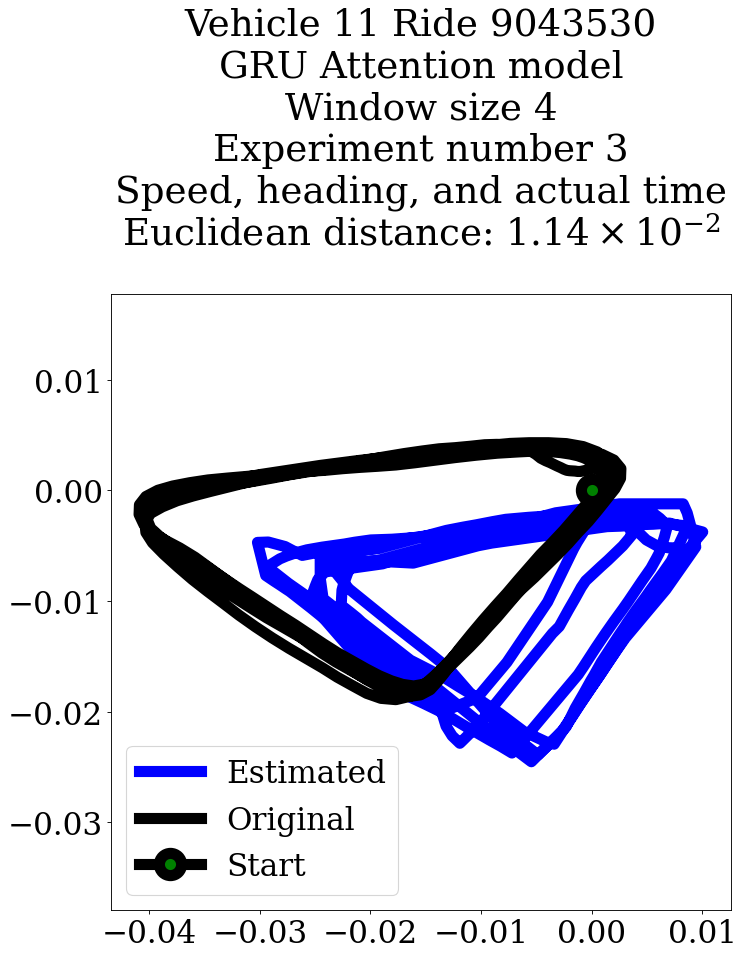 Vehicle 11 Ride 9043530
GRU Attention model
Window size 4
Experiment number 3
Speed, heading, and actual time
Euclidean distance: 1.14 × 10⁻²
0.01
0.00
−0.01
−0.02
−0.03
Estimated
Original
Start
−0.04 −0.03 −0.02 −0.01 0.00 0.01